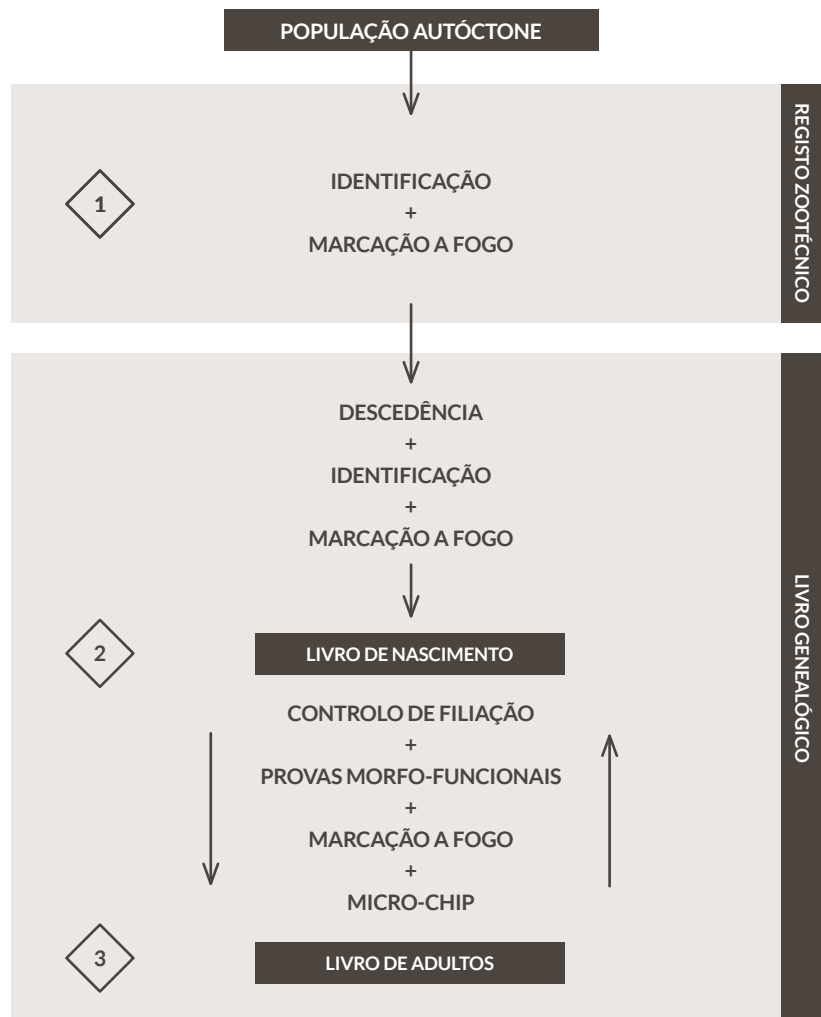 POPULAÇÃO AUTÓCTONE
REGISTO ZOOTÉCNICO
1
IDENTIFICAÇÃO
+
MARCAÇÃO A FOGO
LIVRO GENEALÓGICO
DESCEDÊNCIA
+
IDENTIFICAÇÃO
+
MARCAÇÃO A FOGO
2
LIVRO DE NASCIMENTO
CONTROLO DE FILIAÇÃO
+
PROVAS MORFO-FUNCIONAIS
+
MARCAÇÃO A FOGO
+
MICRO-CHIP
3
LIVRO DE ADULTOS